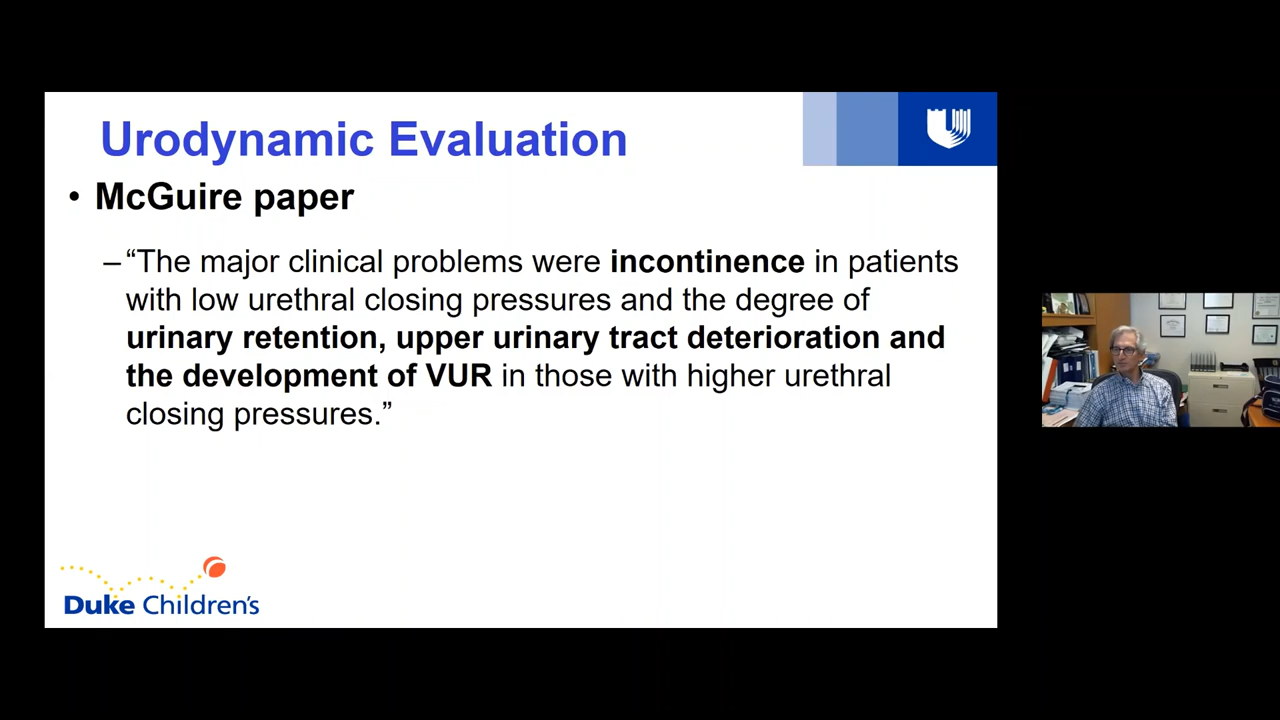 Urodynamic Evaluation
• McGuire paper
– “The major clinical problems were incontinence in patients
with low urethral closing pressures and the degree of
urinary retention, upper urinary tract deterioration and
the development of VUR in those with higher urethral
closing pressures.”
Duke Children's